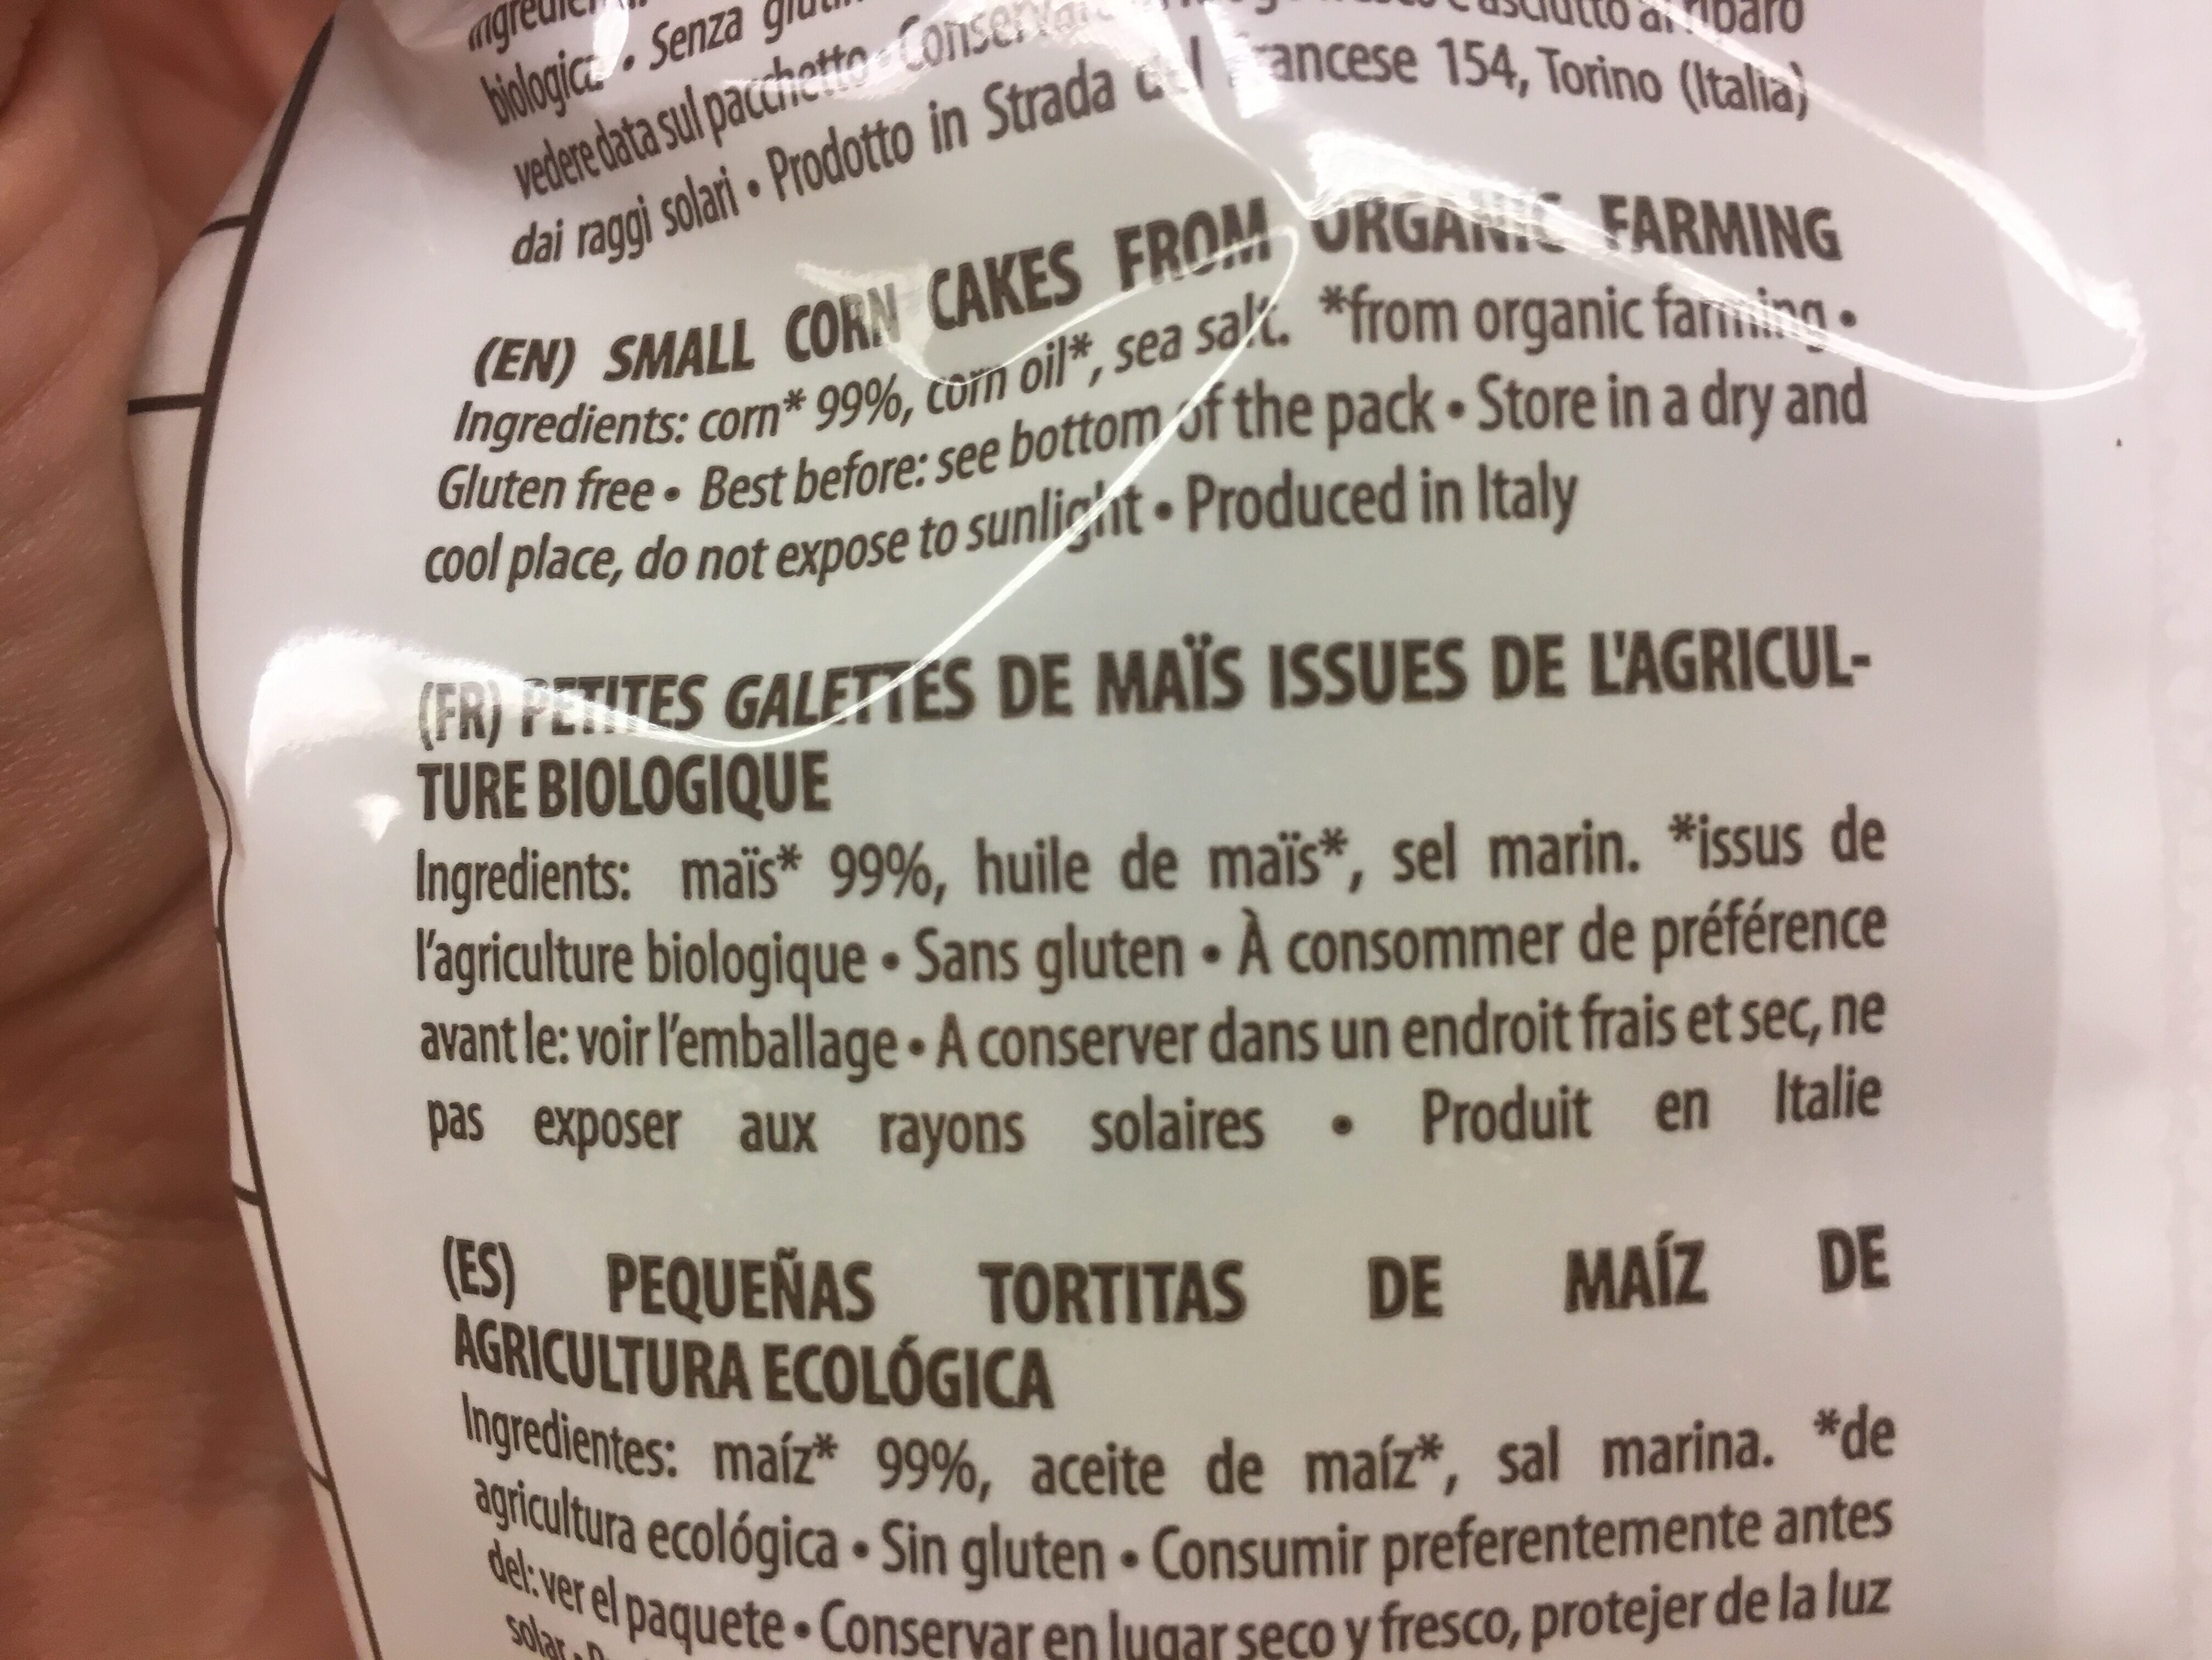 biologica • Senza
vedere data sul pacchetto • 
e asciutto al riparo
dai raggi solari • Prodotto in Strada del Francese 154, Torino (Italia)
(EN) SMALL CORN CAKES FROM ORGANIC FARMING
Ingredients: corn* 99%, corn oil*, sea salt. *from organic farming •
Gluten free • Best before: see bottom of the pack • Store in a dry and
cool place, do not expose to sunlight • Produced in Italy
(FR) PETITES GALETTES DE MAÏS ISSUES DE L'AGRICUL-
TURE BIOLOGIQUE
Ingredients: maïs* 99%, huile de maïs*, sel marin. *issus de
l'agriculture biologique • Sans gluten • À consommer de préférence
avant le: voir l'emballage • A conserver dans un endroit frais et sec, ne
pas exposer aux rayons solaires • Produit en Italie
(ES) PEQUEÑAS TORTITAS DE MAÍZ DE
AGRICULTURA ECOLÓGICA
Ingredientes: maíz* 99%, aceite de maíz*, sal marina. *de
agricultura ecológica • Sin gluten • Consumir preferentemente antes
del: ver el paquete • Conservar en lugar seco y fresco, protejer de la luz
solar •